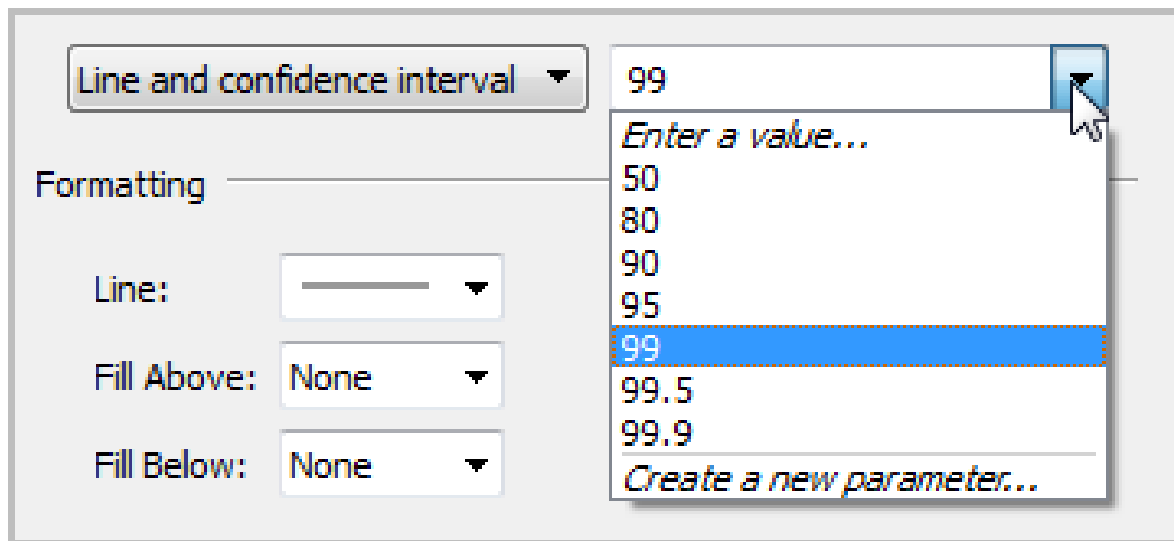 Line and confidence interval 99
Enter a value...
Formatting
50
80
90
Line:
95
99
Fill Above: None
99.5
99.9
Fill Below: None
Create a new parameter...